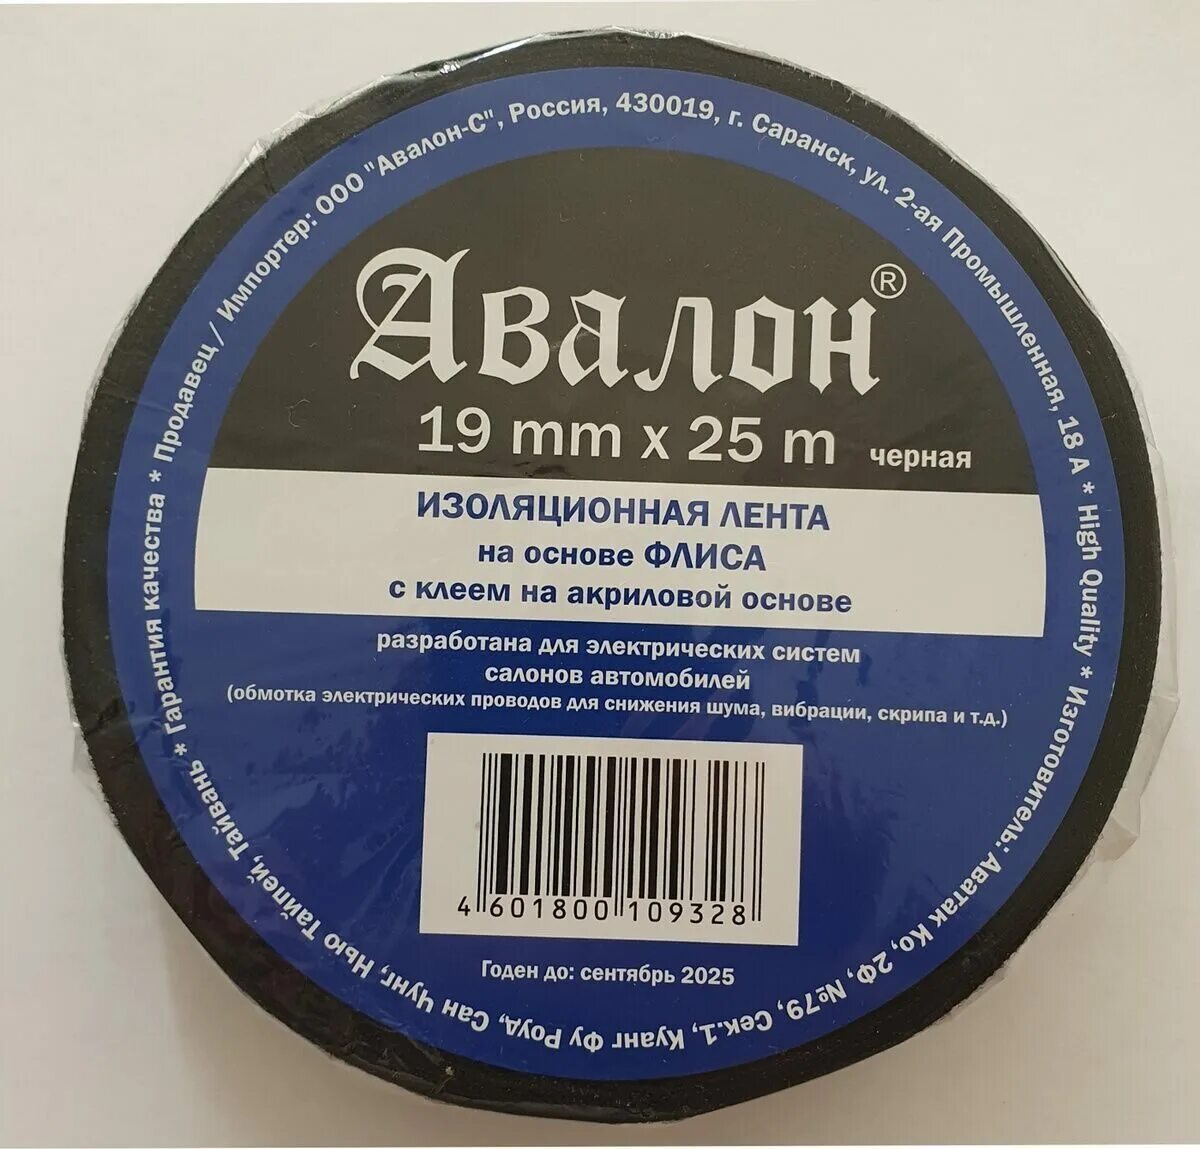 Продавец / Импортер: ООО "Авалон-С", Россия, 430019, г. Саранск, ул. 2-ая Промышленная, 18 А * High Quality * Изготовитель: Аватак Ко, 2Ф, №79, Сек.1, Куанг Фу Роуд, Сан Чунг, Нью Тайпей, Тайвань * Гарантия качества *
Авалон®
19 mm x 25 m черная
ИЗОЛЯЦИОННАЯ ЛЕНТА
на основе ФЛИСА
с клеем на акриловой основе
разработана для электрических систем
салонов автомобилей
(обмотка электрических проводов для снижения шума, вибрации, скрипа и т.д.)
4 601800 109328
Годен до: сентябрь 2025